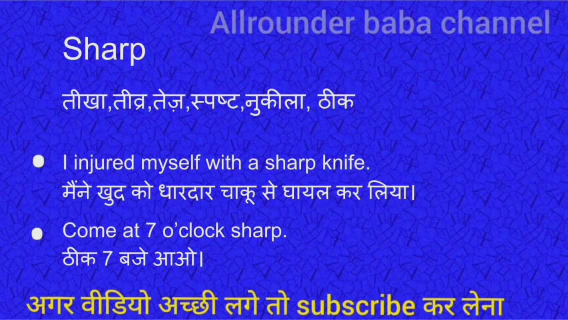 Allrounder baba channel
Sharp
तीखा,तीव्र,तेज़,स्पष्ट,नुकीला, ठीक
I injured myself with a sharp knife.
मैंने खुद को धारदार चाकू से घायल कर लिया।
Come at 7 o’clock sharp.
ठीक 7 बजे आओ।
अगर वीडियो अच्छी लगे तो subscribe कर लेना